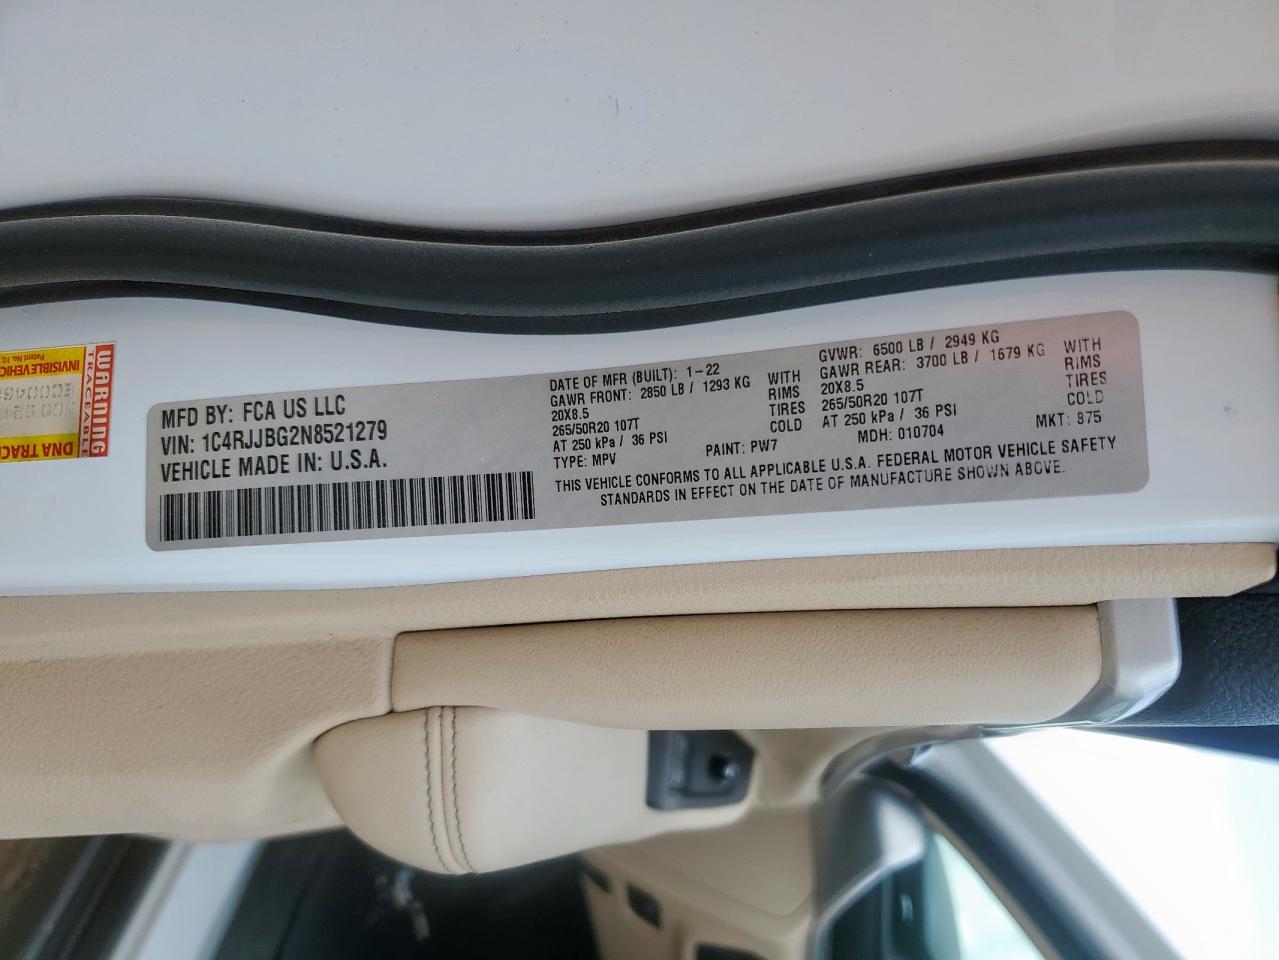 WARNING
TRACEABLE
INVISIBLE
Patent No.
DNA
MFD BY: FCA US LLC
VIN: 1C4RJJBG2N8521279
VEHICLE MADE IN: U.S.A.
DATE OF MFR (BUILT): 1-22
GAWR FRONT: 2850 LB / 1293 KG WITH
20X8.5 RIMS
265/50R20 107T TIRES
AT 250 kPa / 36 PSI COLD
TYPE: MPV PAINT: PW7
GVWR: 6500 LB / 2949 KG
GAWR REAR: 3700 LB / 1679 KG WITH
20X8.5 RIMS
265/50R20 107T TIRES
AT 250 kPa / 36 PSI COLD
MDH: 010704 MKT: 875
THIS VEHICLE CONFORMS TO ALL APPLICABLE U.S.A. FEDERAL MOTOR VEHICLE SAFETY
STANDARDS IN EFFECT ON THE DATE OF MANUFACTURE SHOWN ABOVE.